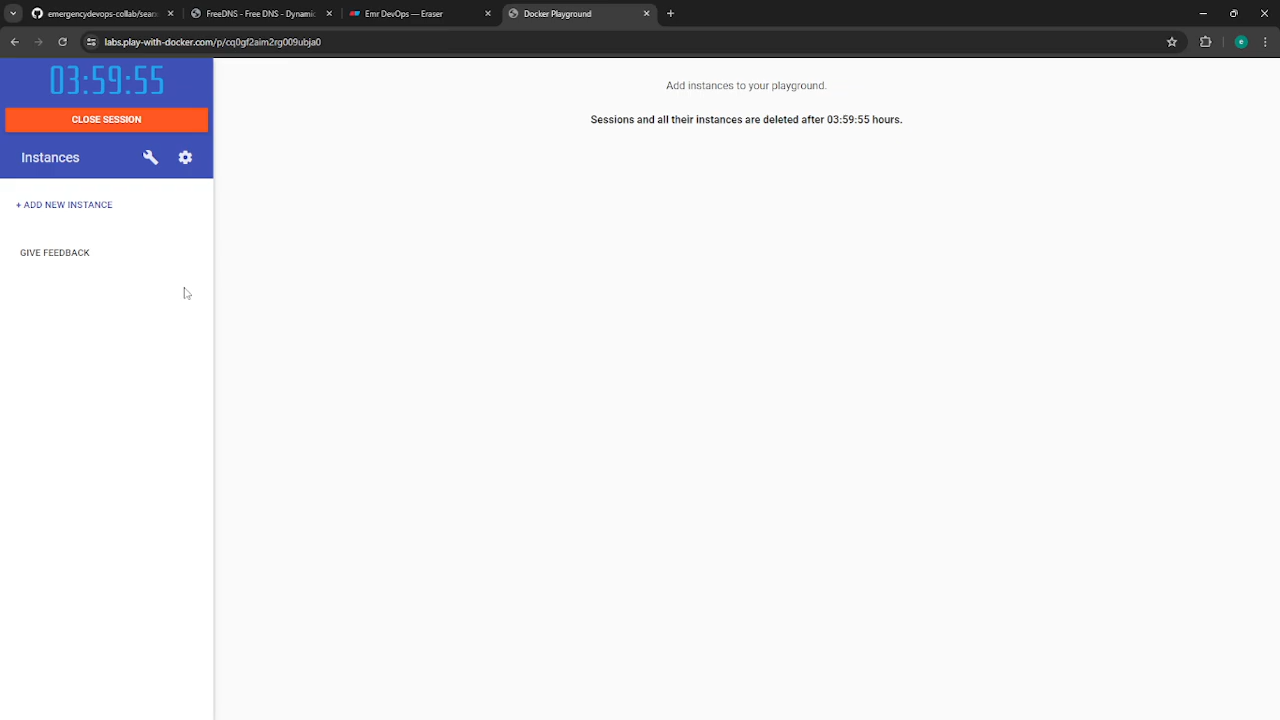 emergencydevops-collab/sear
FreeDNS - Free DNS - Dynamic
Emr DevOps — Eraser
Docker Playground
labs.play-with-docker.com/p/cq0gf2aim2rg009ubja0
e
03:59:55
CLOSE SESSION
Instances
+ ADD NEW INSTANCE
GIVE FEEDBACK
Add instances to your playground.
Sessions and all their instances are deleted after 03:59:55 hours.